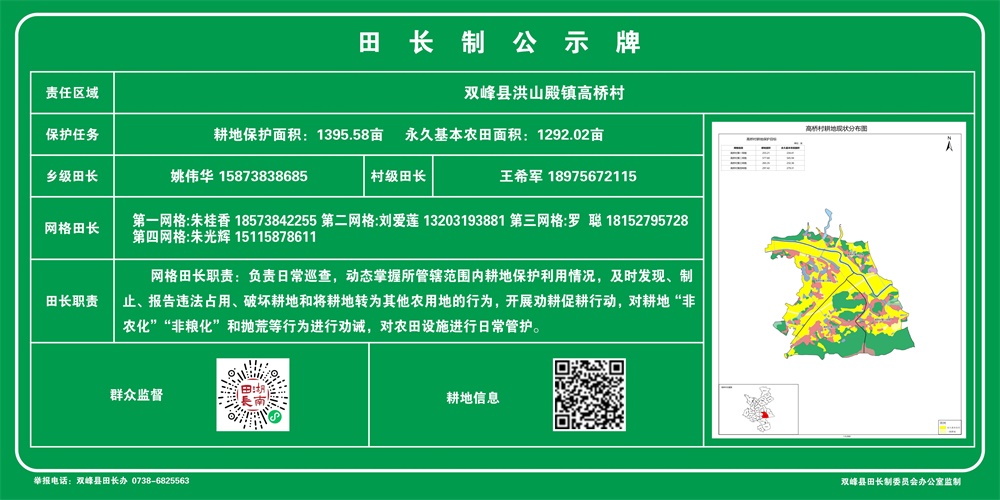 田长制公示牌
责任区域
双峰县洪山殿镇高桥村
保护任务
耕地保护面积：1395.58亩 永久基本农田面积：1292.02亩
乡级田长
姚伟华 15873838685
村级田长
王希军 18975672115
网格田长
第一网格:朱桂香 18573842255 第二网格:刘爱莲 13203193881 第三网格:罗 聪 18152795728
第四网格:朱光辉 15115878611
田长职责
网格田长职责：负责日常巡查，动态掌握所管辖范围内耕地保护利用情况，及时发现、制
止、报告违法占用、破坏耕地和将耕地转为其他农用地的行为，开展劝耕促耕行动，对耕地“非
农化”“非粮化”和抛荒等行为进行劝诫，对农田设施进行日常管护。
群众监督
湖南田长
耕地信息
高桥村耕地现状分布图
N
举报电话：双峰县田长办 0738-6825563
双峰县田长制委员会办公室监制